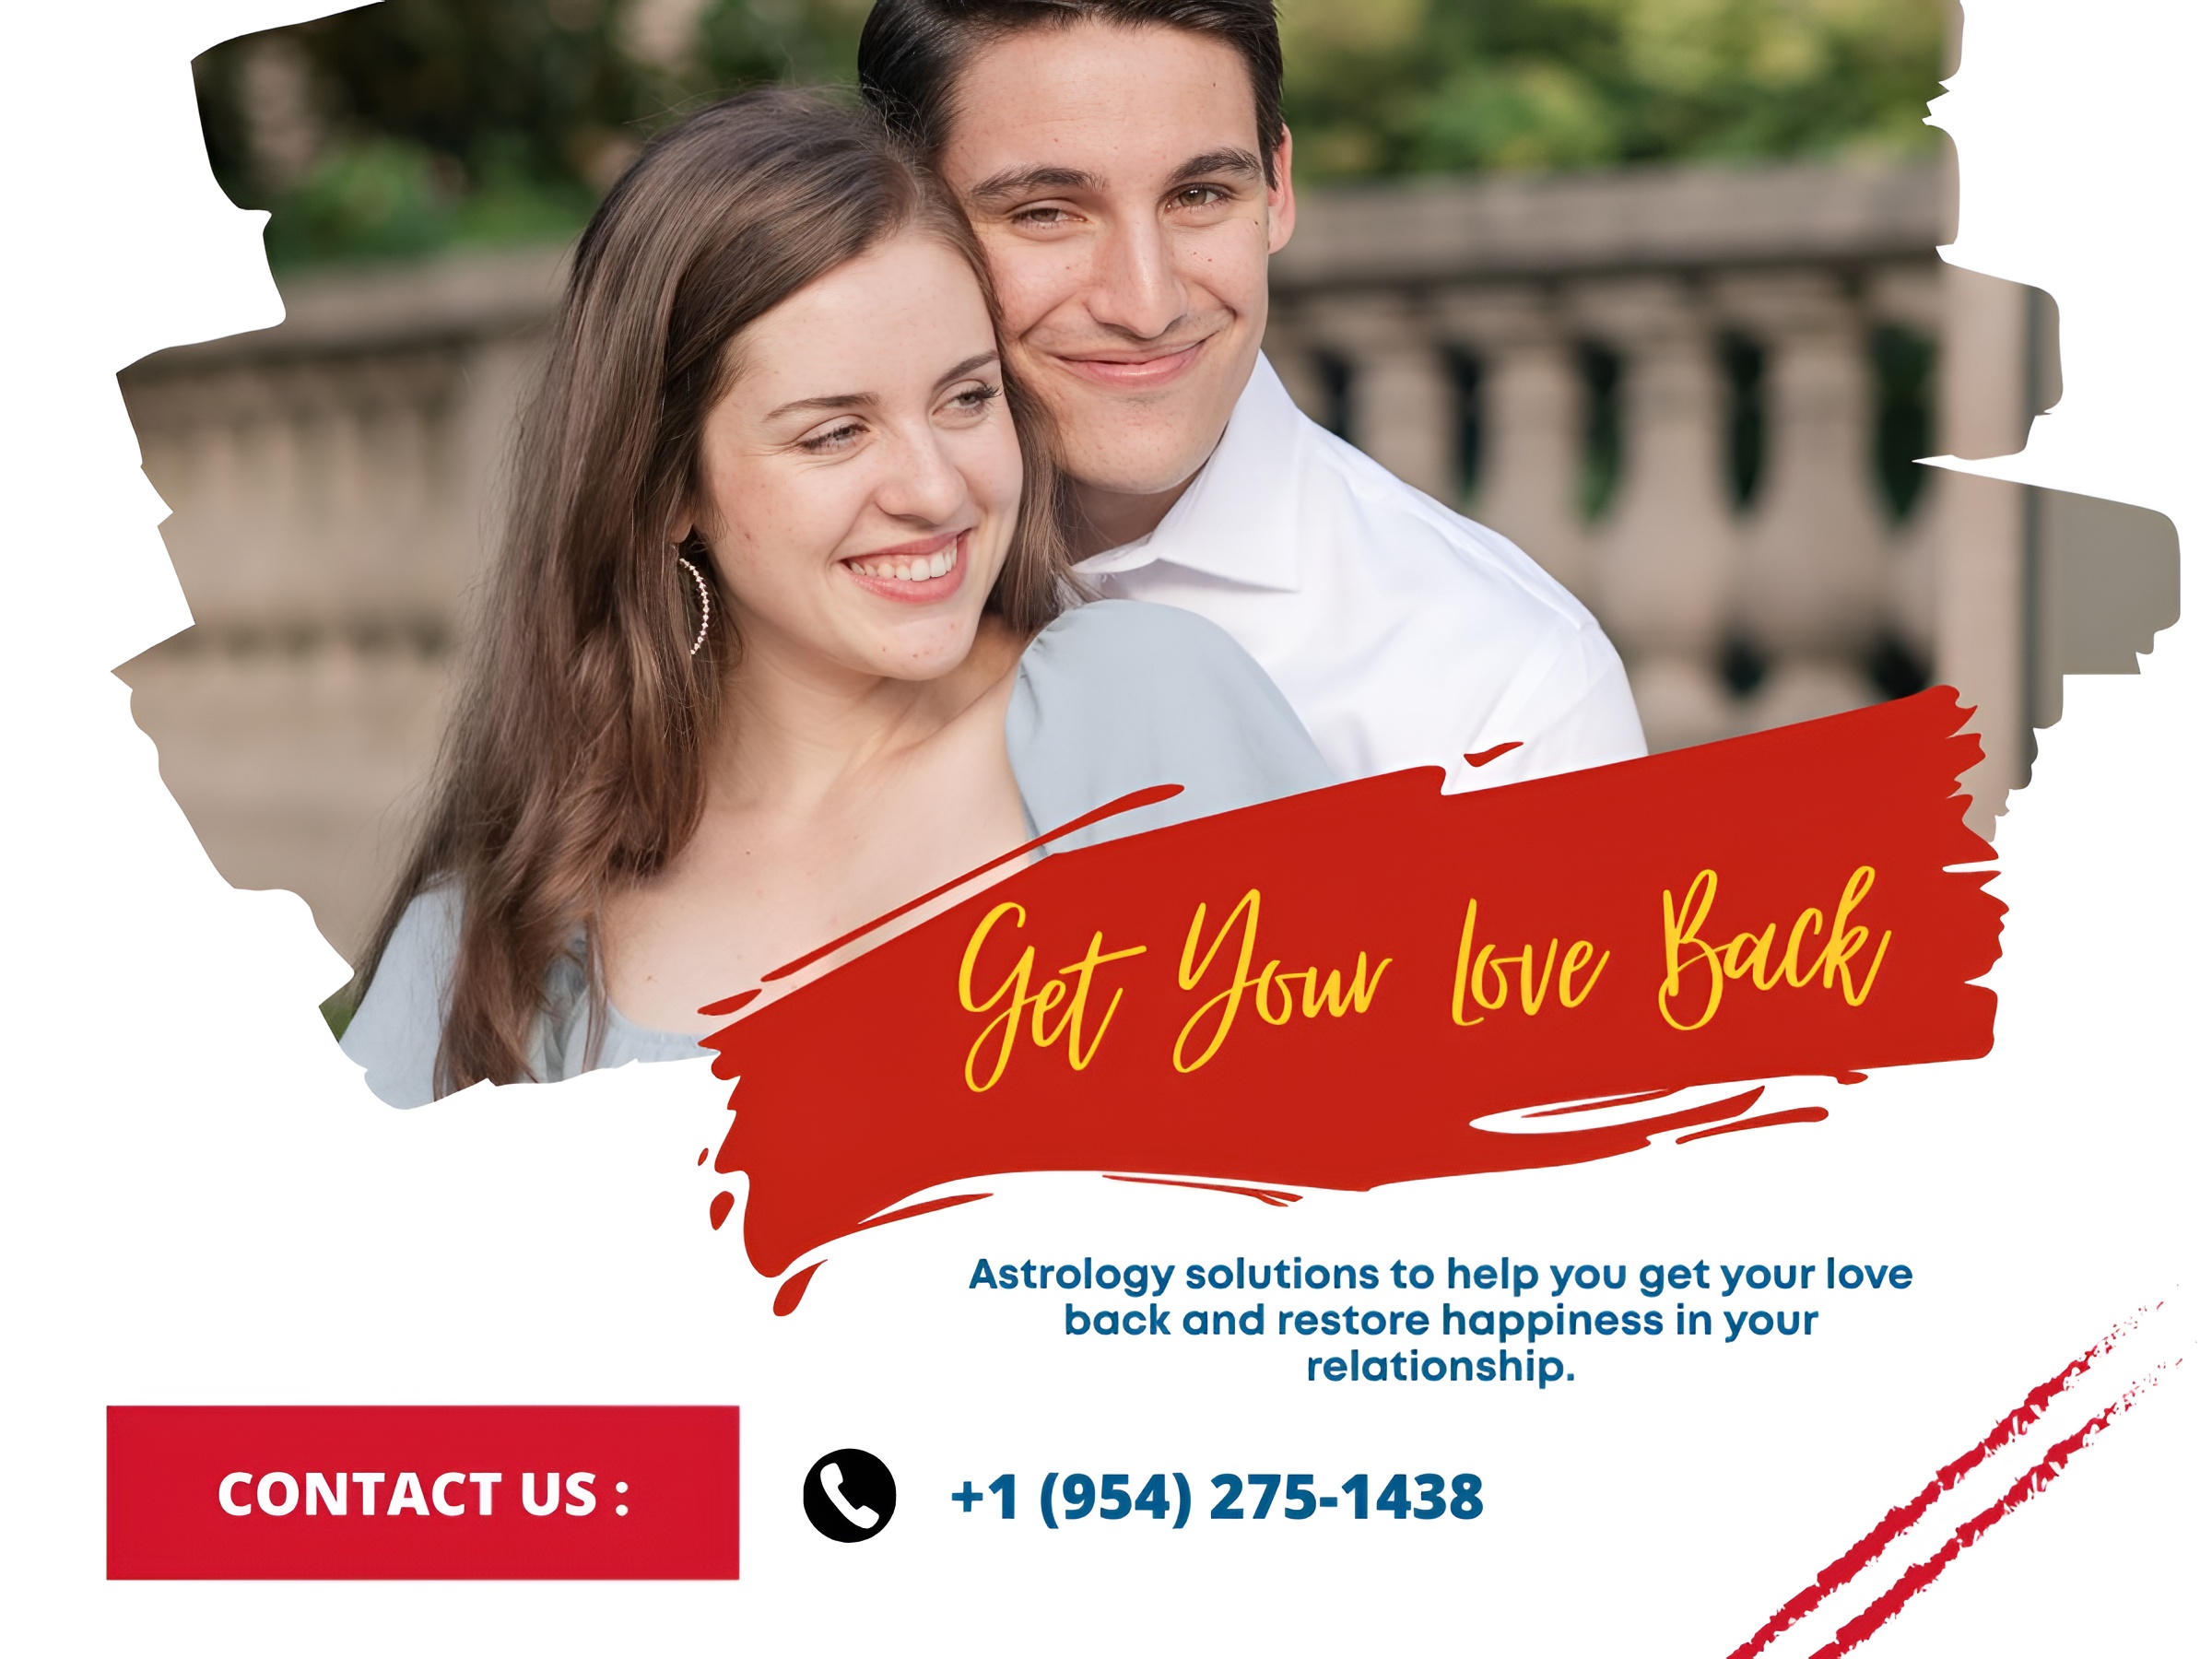 Get Your Love Back
Astrology solutions to help you get your love
back and restore happiness in your
relationship.
CONTACT US :
+1 (954) 275-1438